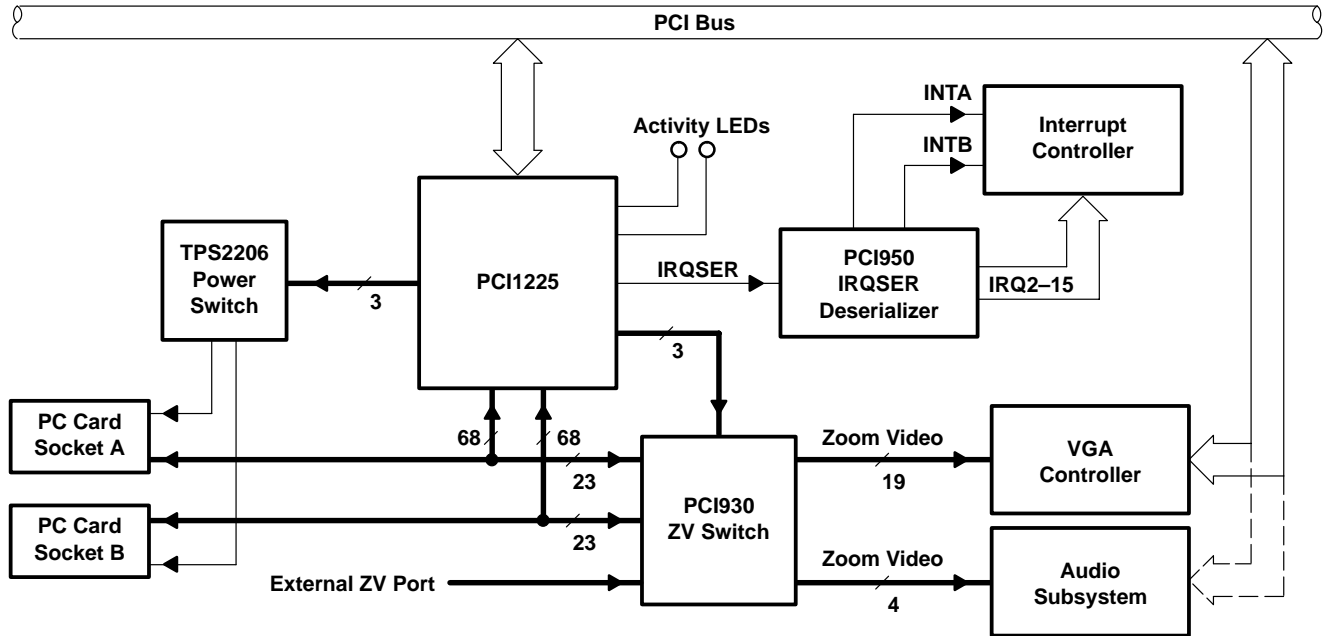 PCI Bus
Activity LEDs
INTA
INTB
Interrupt
Controller
TPS2206
Power
Switch
3
PCI1225
IRQSER
PCI950
IRQSER
Deserializer
IRQ2–15
3
PC Card
Socket A
68
68
23
PC Card
Socket B
23
External ZV Port
PCI930
ZV Switch
Zoom Video
19
VGA
Controller
Zoom Video
4
Audio
Subsystem